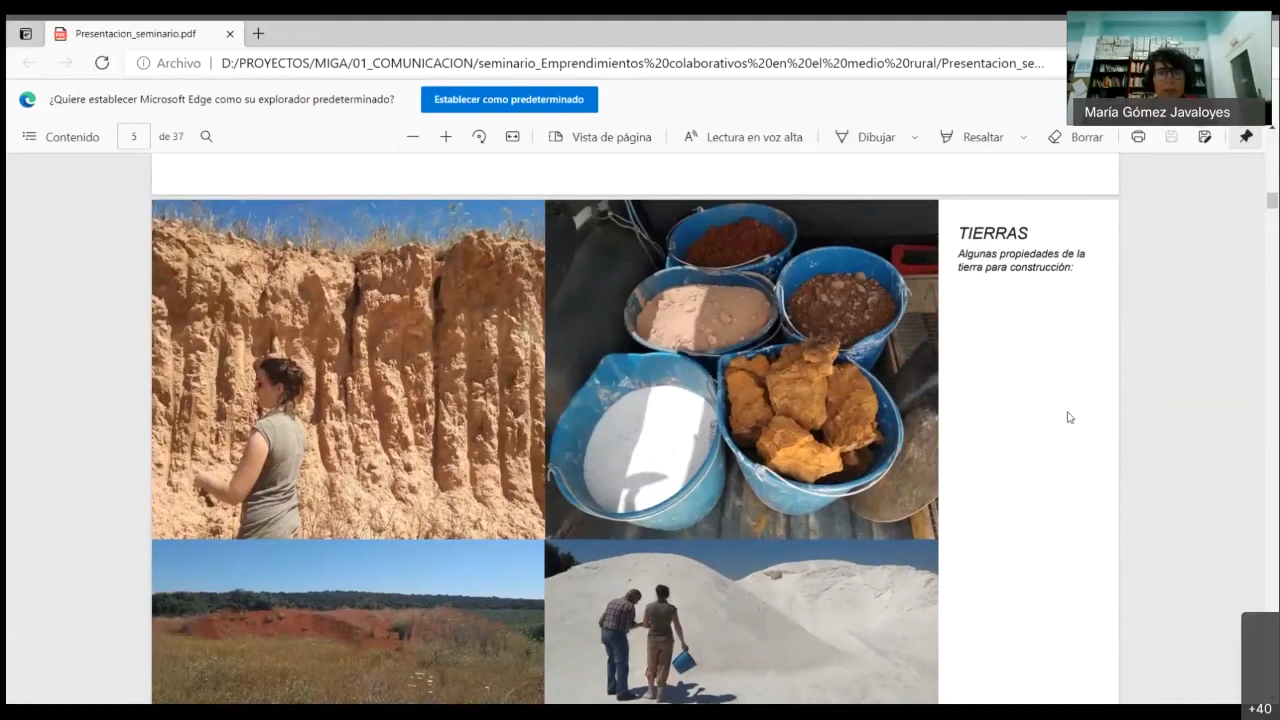 Presentacion_seminario.pdf
Archivo
D:/PROYECTOS/MIGA/01_COMUNICACION/seminario_Emprendimientos%20colaborativos%20en%20el%20medio%20rural/Presentacion_se...
¿Quiere establecer Microsoft Edge como su explorador predeterminado?
Establecer como predeterminado
María Gómez Javaloyes
Contenido
5
de 37
Vista de página
Lectura en voz alta
Dibujar
Resaltar
Borrar
TIERRAS
Algunas propiedades de la
tierra para construcción:
+40